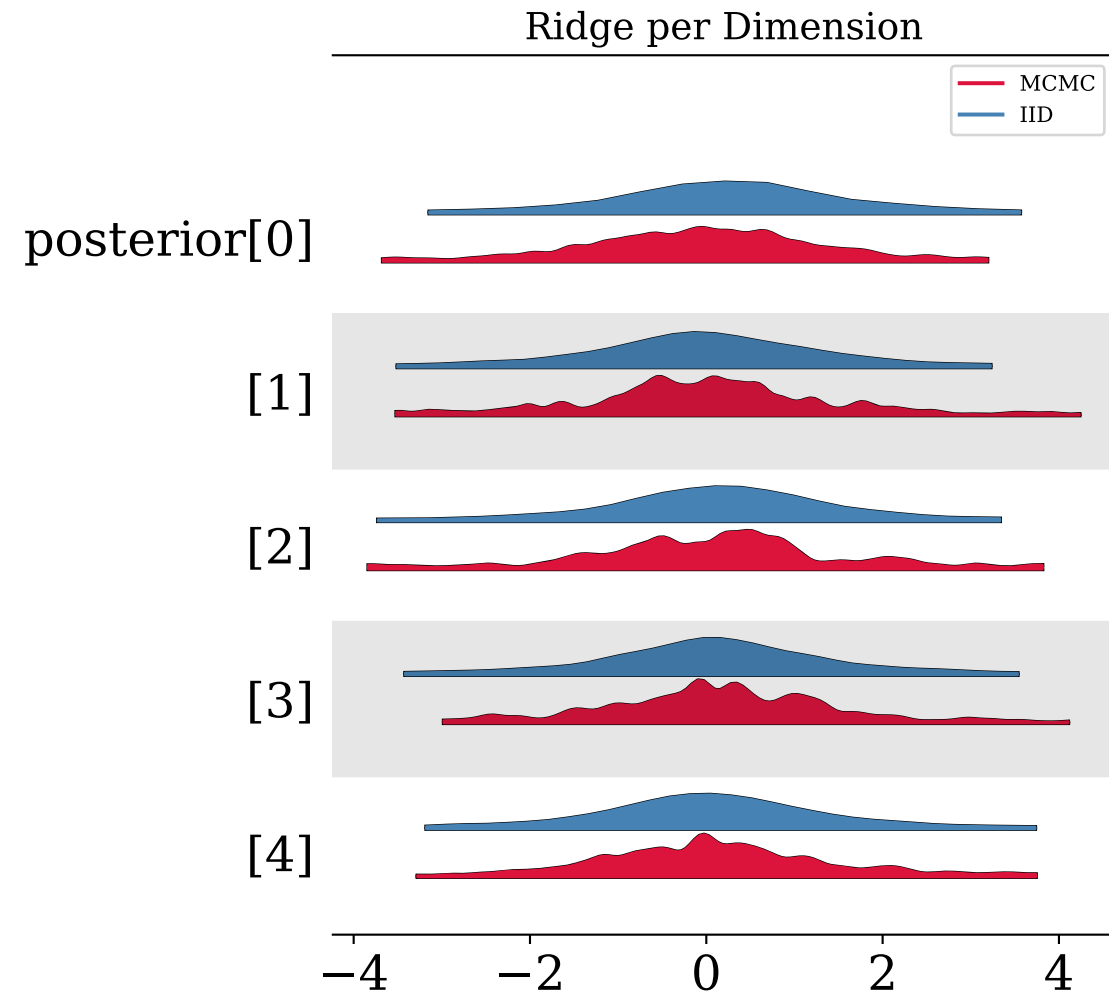 Ridge per Dimension
MCMC
IID
posterior[0]
[1]
[2]
[3]
[4]
−4 −2 0 2 4